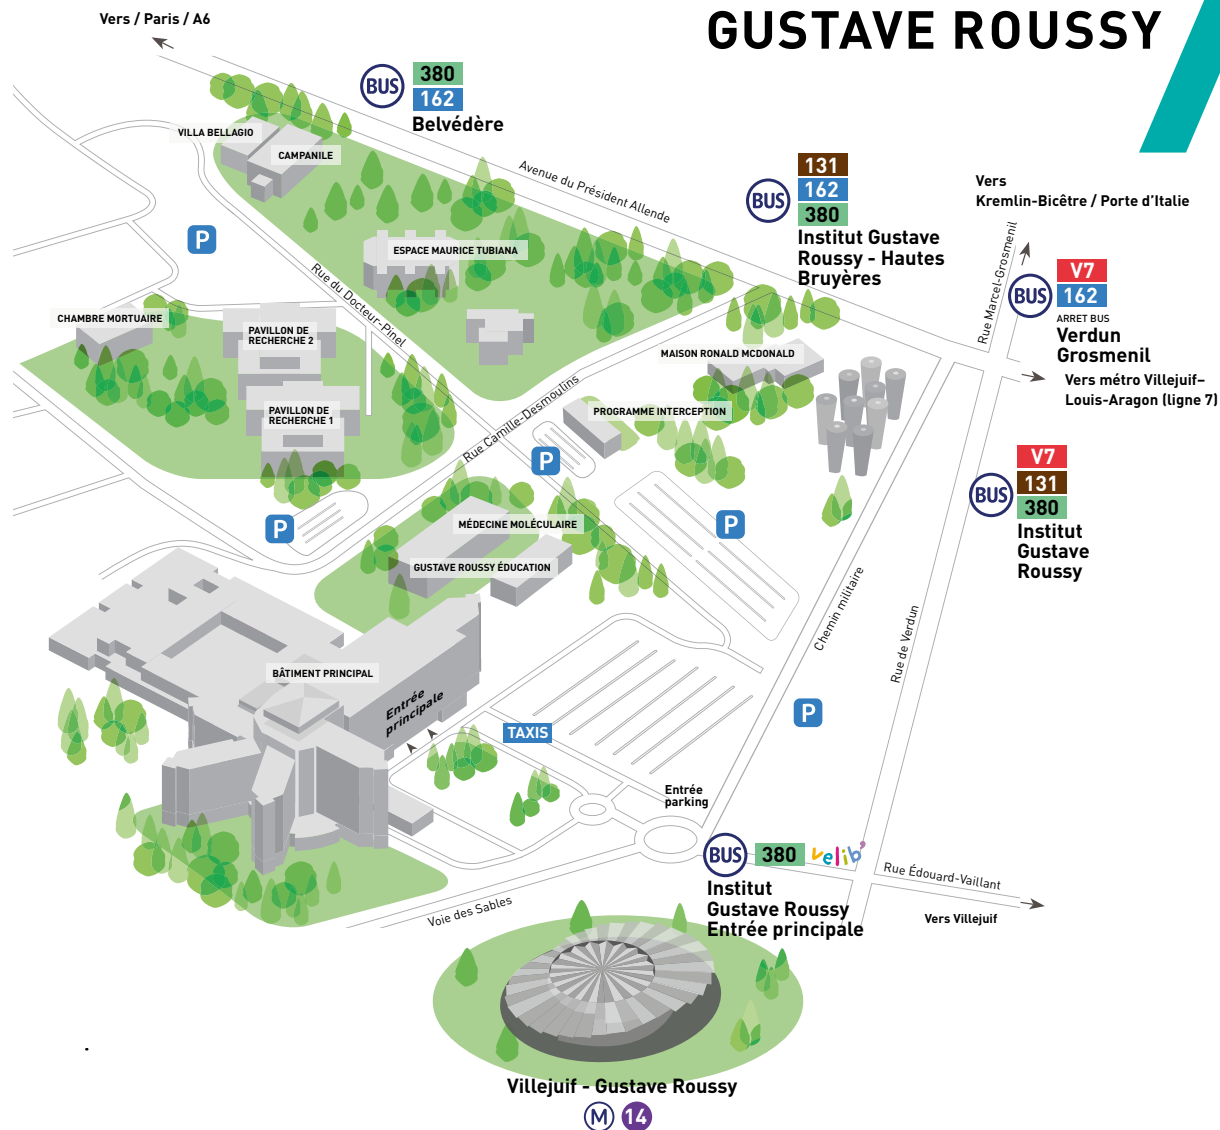 GUSTAVE ROUSSY
Vers / Paris / A6
BUS
380
162
Belvédère
VILLA BELLAGIO
CAMPANILE
Avenue du Président Allende
BUS
131
162
380
Institut Gustave
Roussy - Hautes
Bruyères
Vers
Kremlin-Bicêtre / Porte d'Italie
Rue Marcel-Grosmenil
BUS
V7
162
ARRET BUS
Verdun
Grosmenil
Vers métro Villejuif–
Louis-Aragon (ligne 7)
P
ESPACE MAURICE TUBIANA
Rue du Docteur-Pinel
CHAMBRE MORTUAIRE
PAVILLON DE
RECHERCHE 2
MAISON RONALD MCDONALD
PAVILLON DE
RECHERCHE 1
PROGRAMME INTERCEPTION
Rue Camille-Desmoulins
P
BUS
V7
131
380
Institut
Gustave
Roussy
P
P
MÉDECINE MOLÉCULAIRE
GUSTAVE ROUSSY ÉDUCATION
Chemin militaire
Rue de Verdun
BÂTIMENT PRINCIPAL
Entrée
principale
TAXIS
P
Entrée
parking
BUS
380
velib'
Institut
Gustave Roussy
Entrée principale
Rue Édouard-Vaillant
Vers Villejuif
Voie des Sables
Villejuif - Gustave Roussy
M
14